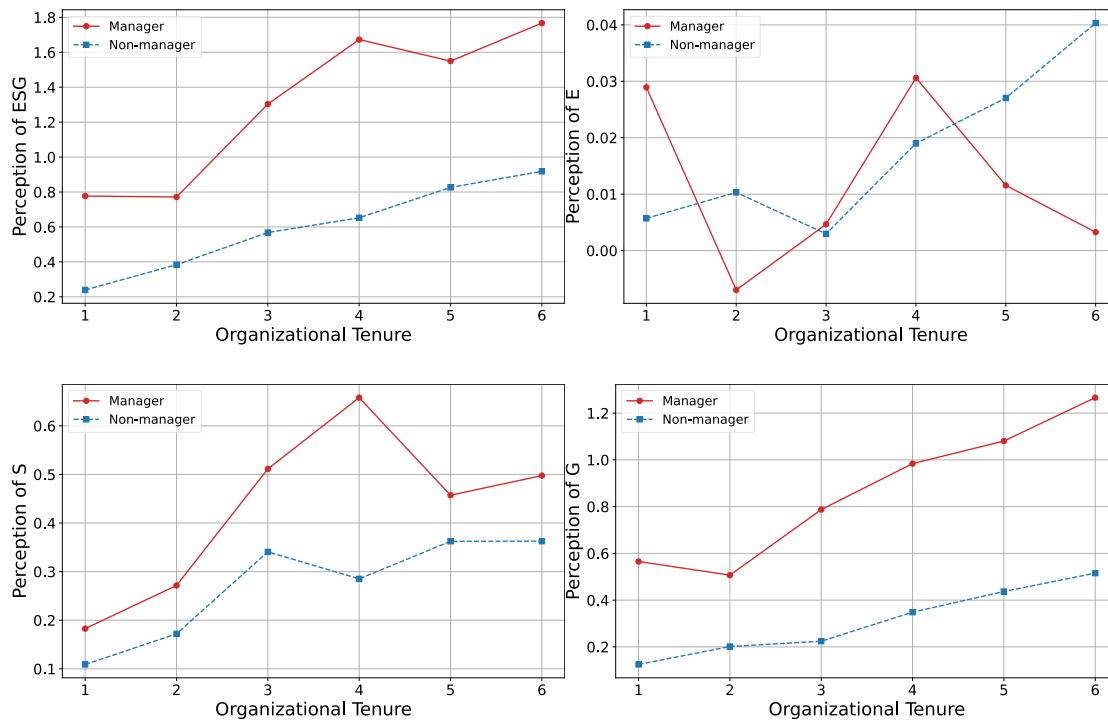 Perception of ESG
1.8
1.6
1.4
1.2
1.0
0.8
0.6
0.4
0.2
Manager
Non-manager
1 2 3 4 5 6
Organizational Tenure
Perception of E
0.04
0.03
0.02
0.01
0.00
Manager
Non-manager
1 2 3 4 5 6
Organizational Tenure
Perception of S
0.6
0.5
0.4
0.3
0.2
0.1
Manager
Non-manager
1 2 3 4 5 6
Organizational Tenure
Perception of G
1.2
1.0
0.8
0.6
0.4
0.2
Manager
Non-manager
1 2 3 4 5 6
Organizational Tenure